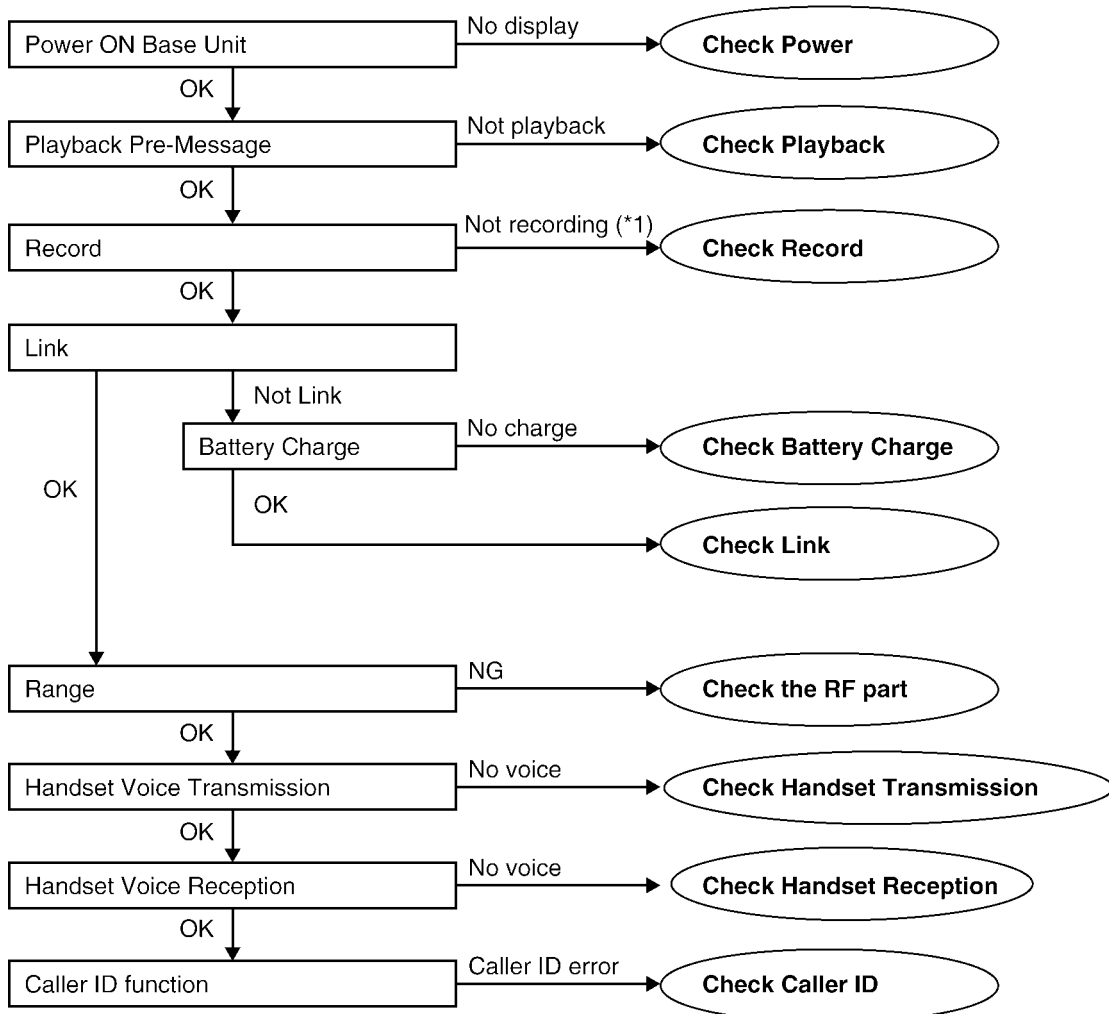 Power ON Base Unit
No display
Check Power
OK
Playback Pre-Message
Not playback
Check Playback
OK
Record
Not recording (*1)
Check Record
OK
Link
Not Link
Battery Charge
No charge
Check Battery Charge
OK
OK
Check Link
Range
NG
Check the RF part
OK
Handset Voice Transmission
No voice
Check Handset Transmission
OK
Handset Voice Reception
No voice
Check Handset Reception
OK
Caller ID function
Caller ID error
Check Caller ID